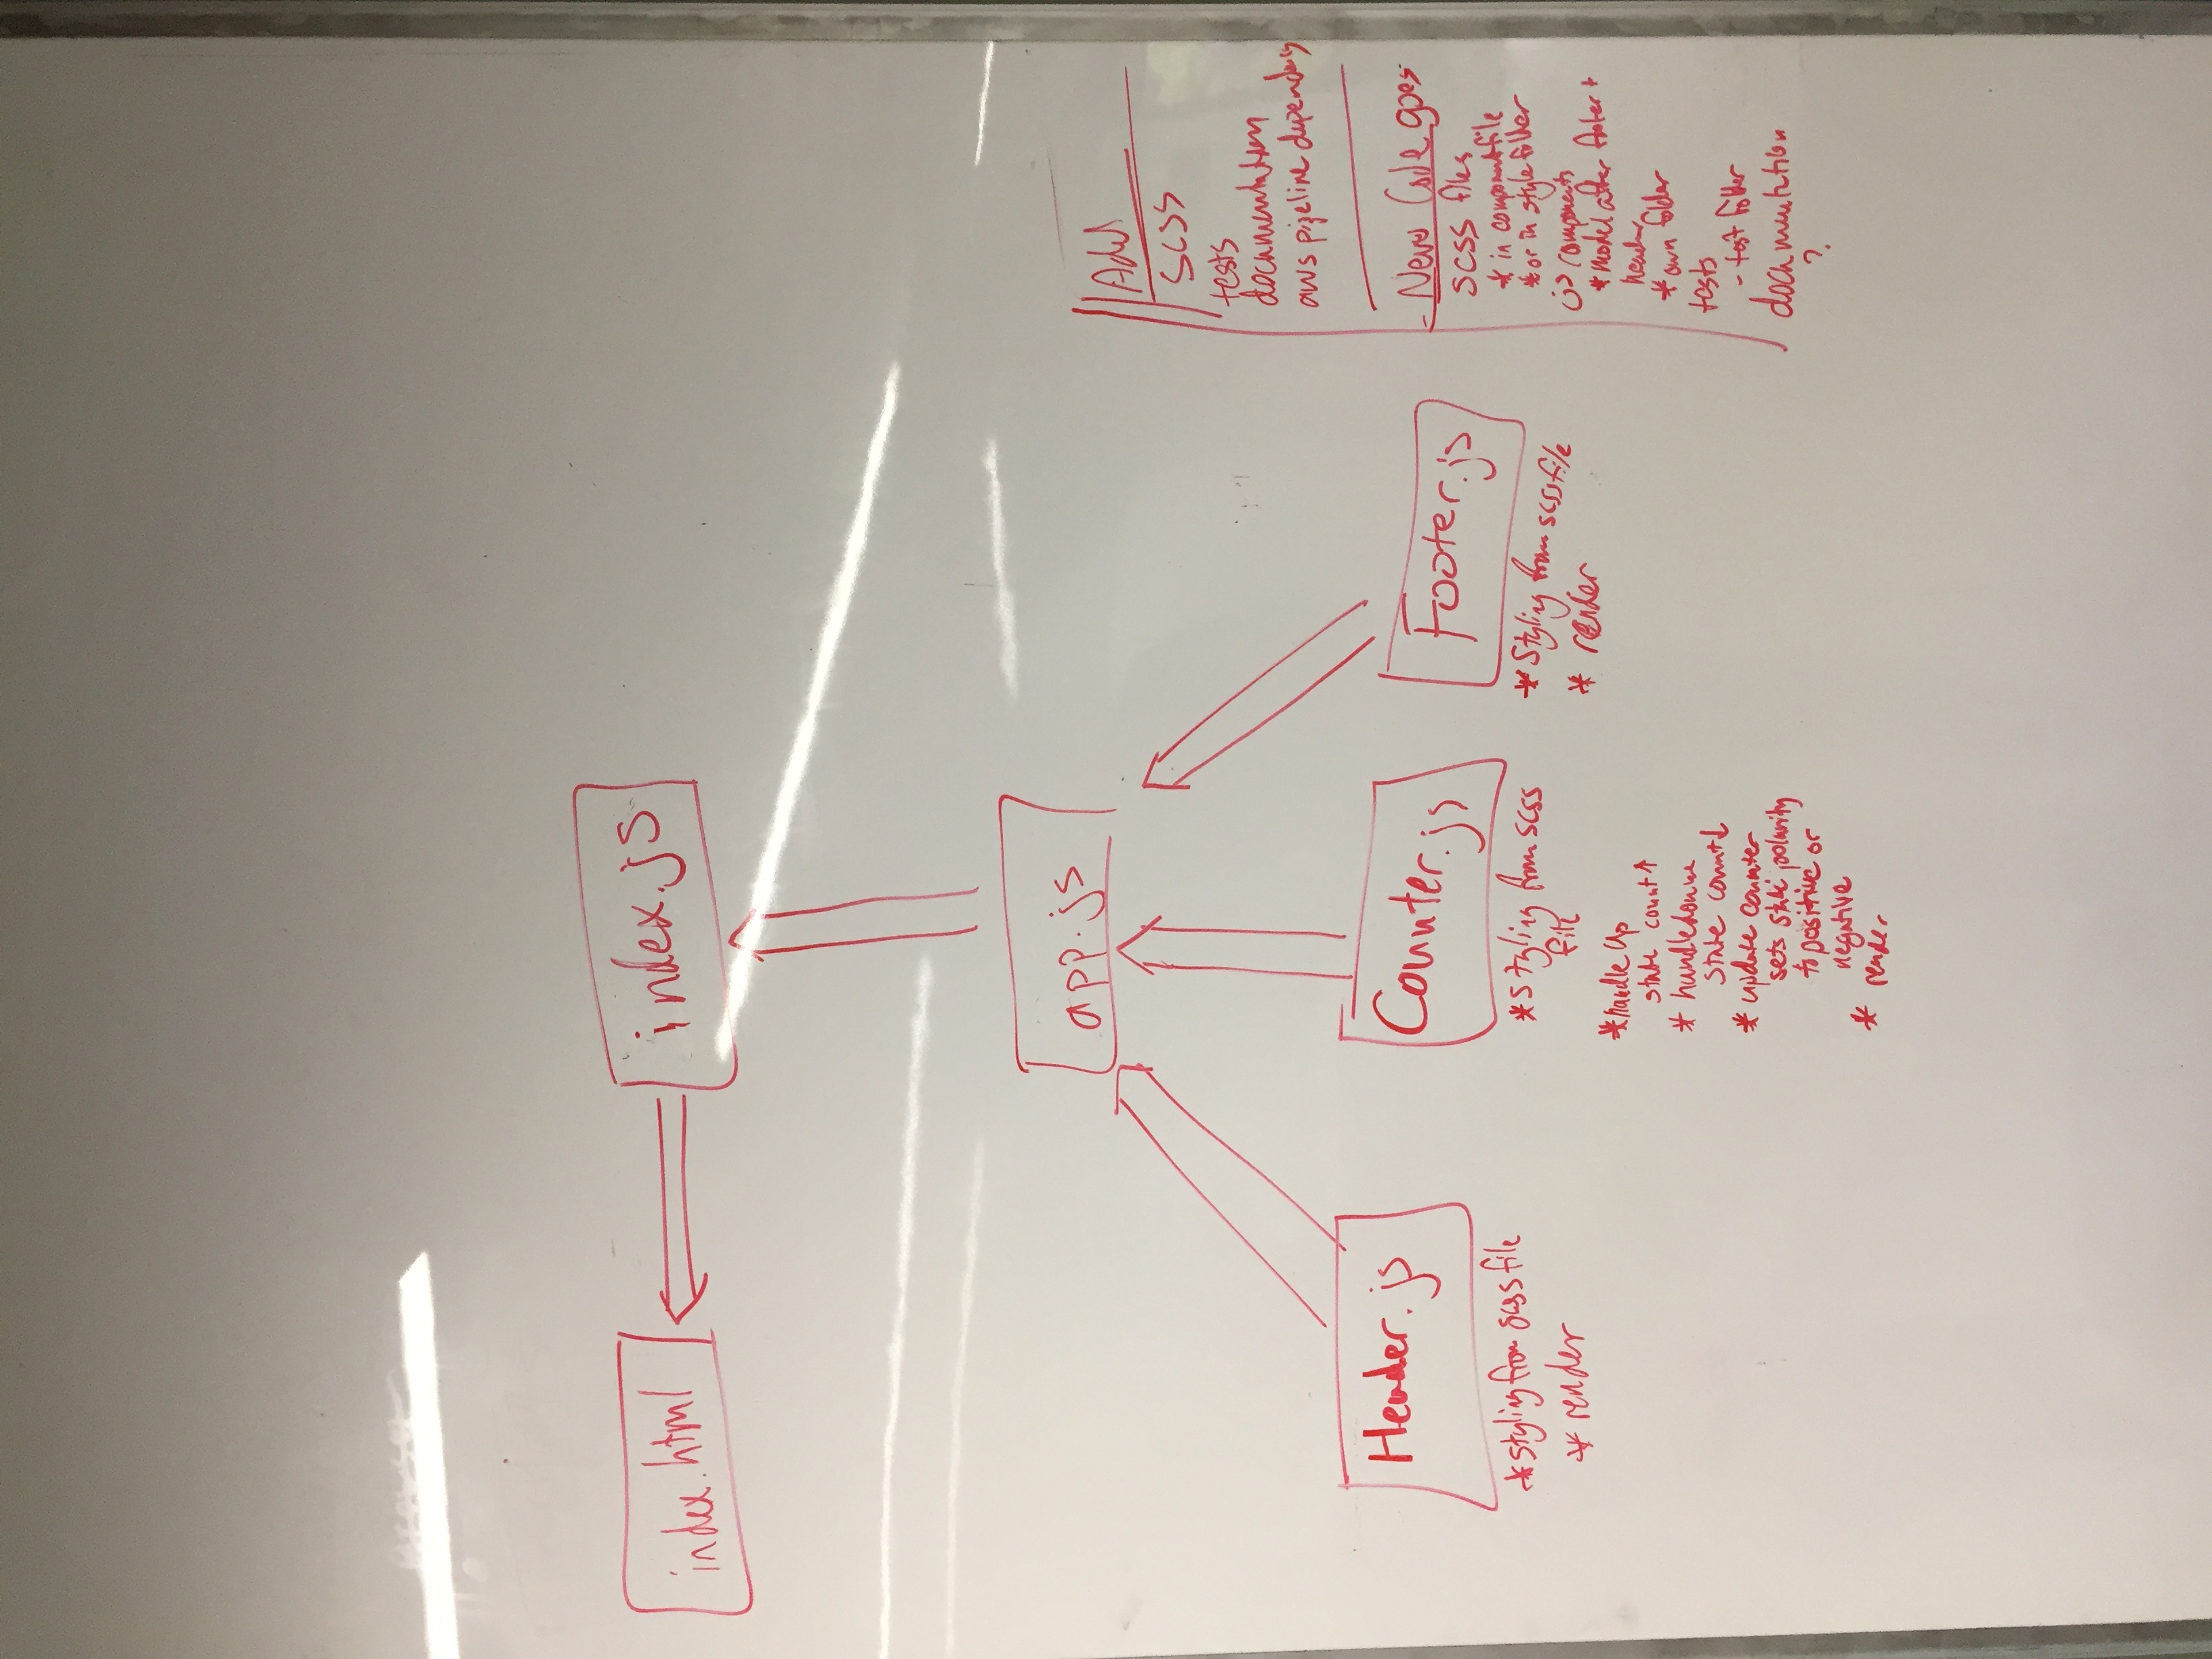 index.html
index.js
app.js
Header.js
*styling from scss file
* render
Counter.js
*styling from scss
file
*handle Up
state count↑
* handledown
state count↓
* update counter
sets state polarity
to positive or
negative
* render
Footer.js
* Styling from scss file
* render
Add
SCSS
tests
documentation
aws pipeline dependency
- New Code goes
SCSS files
* in component file
* or in style folder
js components
* model after footer +
header
* own folder
tests
- test folder
documentation
?